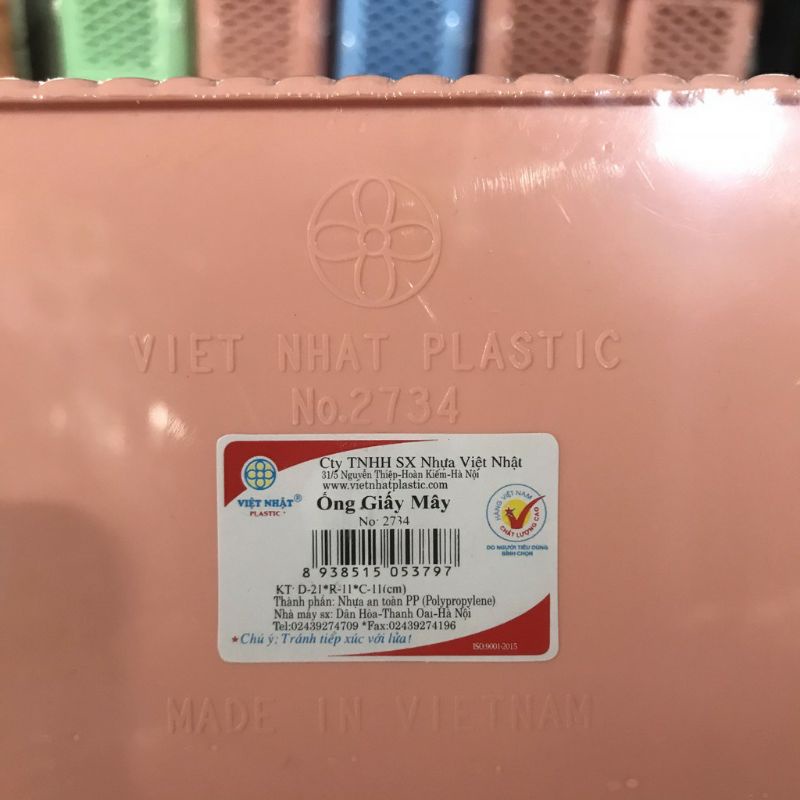 VIET NHAT PLASTIC
No.2734
Cty TNHH SX Nhựa Việt Nhật
31/5 Nguyễn Thiệp-Hoàn Kiếm-Hà Nội
www.vietnhatplastic.com
VIỆT NHẬT®
PLASTIC
Ống Giấy Mây
No: 2734
HÀNG VIỆT NAM
CHẤT LƯỢNG CAO
DO NGƯỜI TIÊU DÙNG
BÌNH CHỌN
8 938515 053797
KT: D-21*R-11*C-11(cm)
Thành phần: Nhựa an toàn PP (Polypropylene)
Nhà máy sx: Dân Hòa-Thanh Oai-Hà Nội
Tel:02439274709 *Fax:02439274196
*Chú ý: Tránh tiếp xúc với lửa!
ISO:9001-2015
MADE IN VIETNAM